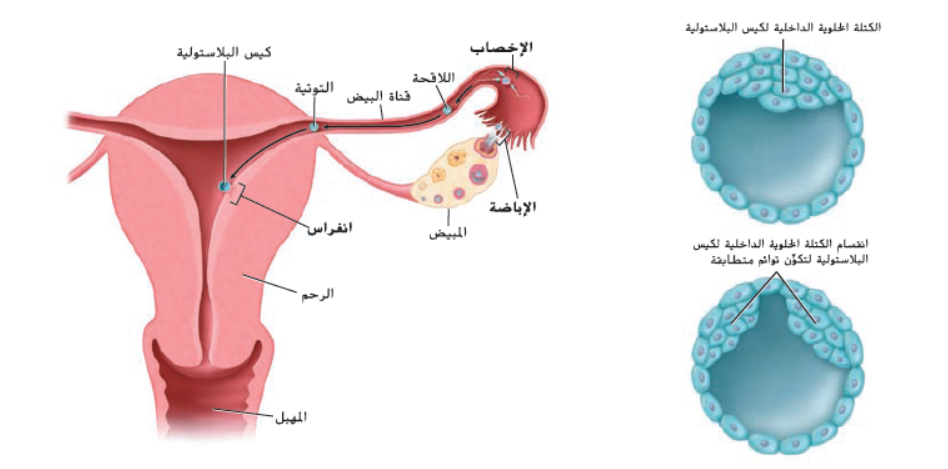 الإخصاب
كيس البلاستولية
اللاقحة
التوتية
قناة البيض
الإباضة
انغراس
المبيض
الرحم
المهبل
الكتلة الخلوية الداخلية لكيس البلاستولية
انقسام الكتلة الخلوية الداخلية لكيس
البلاستولية لتكوِّن توائم متطابقة